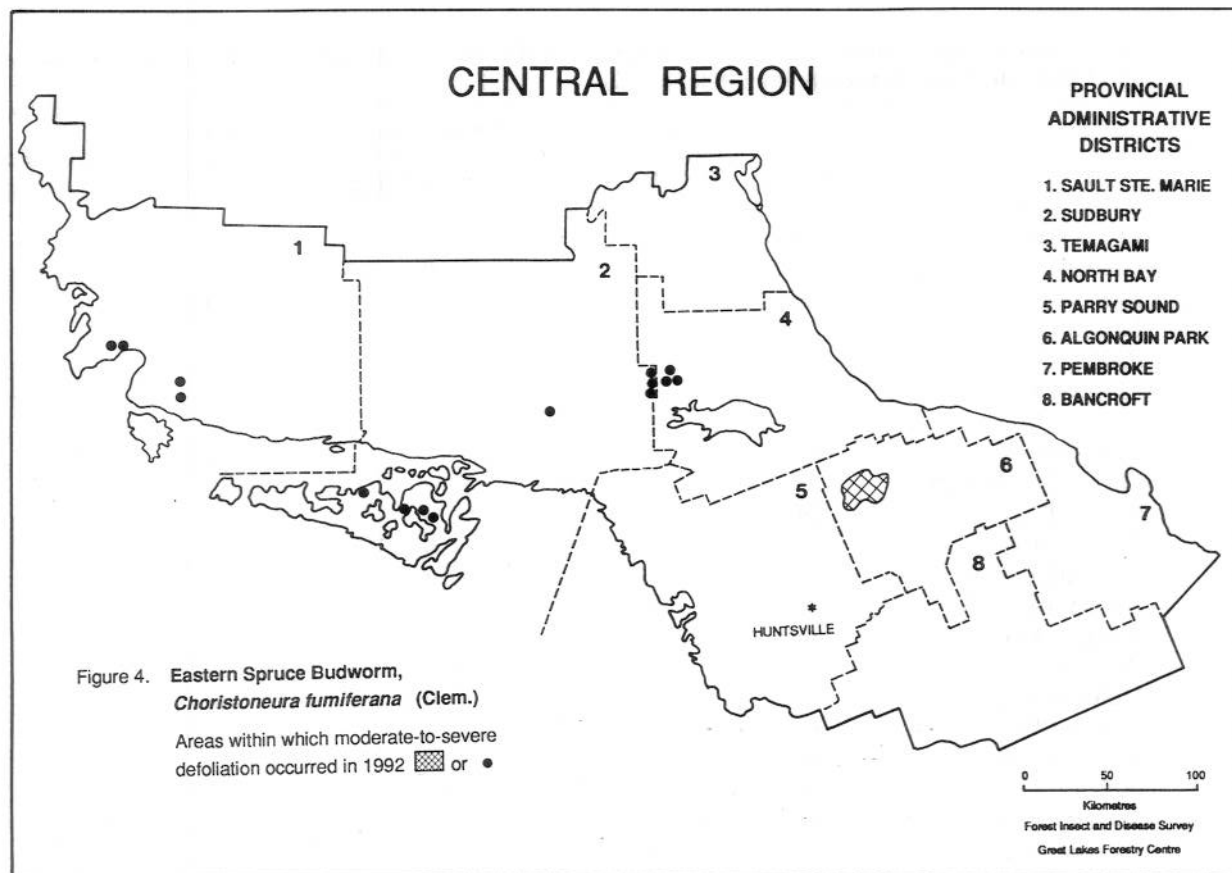 CENTRAL REGION
PROVINCIAL
ADMINISTRATIVE
DISTRICTS
1. SAULT STE. MARIE
2. SUDBURY
3. TEMAGAMI
4. NORTH BAY
5. PARRY SOUND
6. ALGONQUIN PARK
7. PEMBROKE
8. BANCROFT
3
1
2
4
5
6
7
8
*
HUNTSVILLE
Figure 4. Eastern Spruce Budworm,
Choristoneura fumiferana (Clem.)
Areas within which moderate-to-severe
defoliation occurred in 1992 or
0 50 100
Kilometres
Forest Insect and Disease Survey
Great Lakes Forestry Centre